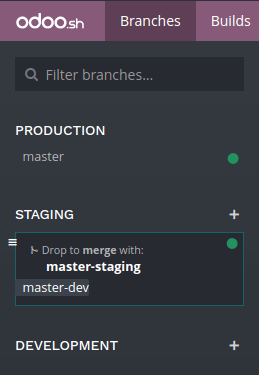 odoo.sh Branches Builds
Filter branches...
PRODUCTION
master
STAGING +
Drop to merge with:
master-staging
master-dev
DEVELOPMENT +